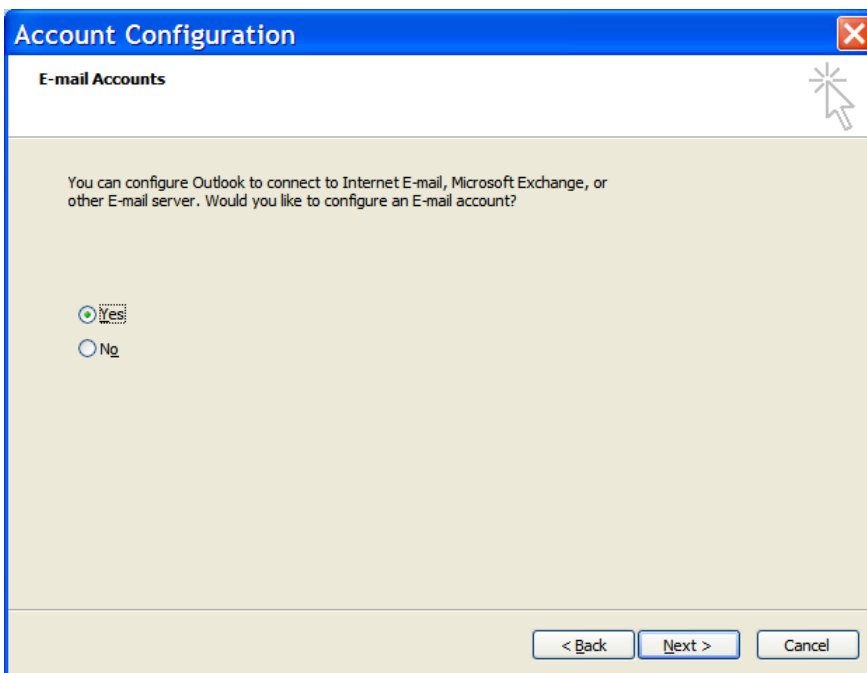 Account Configuration
E-mail Accounts
You can configure Outlook to connect to Internet E-mail, Microsoft Exchange, or
other E-mail server. Would you like to configure an E-mail account?
Yes
No
< Back
Next >
Cancel